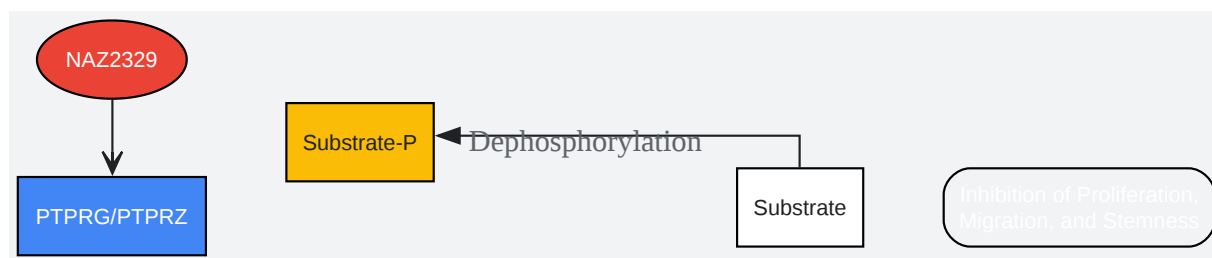 NAZ2329
Substrate-P
Dephosphorylation
PTPRG/PTPRZ
Substrate
Inhibition of Proliferation,
Migration, and Stemness